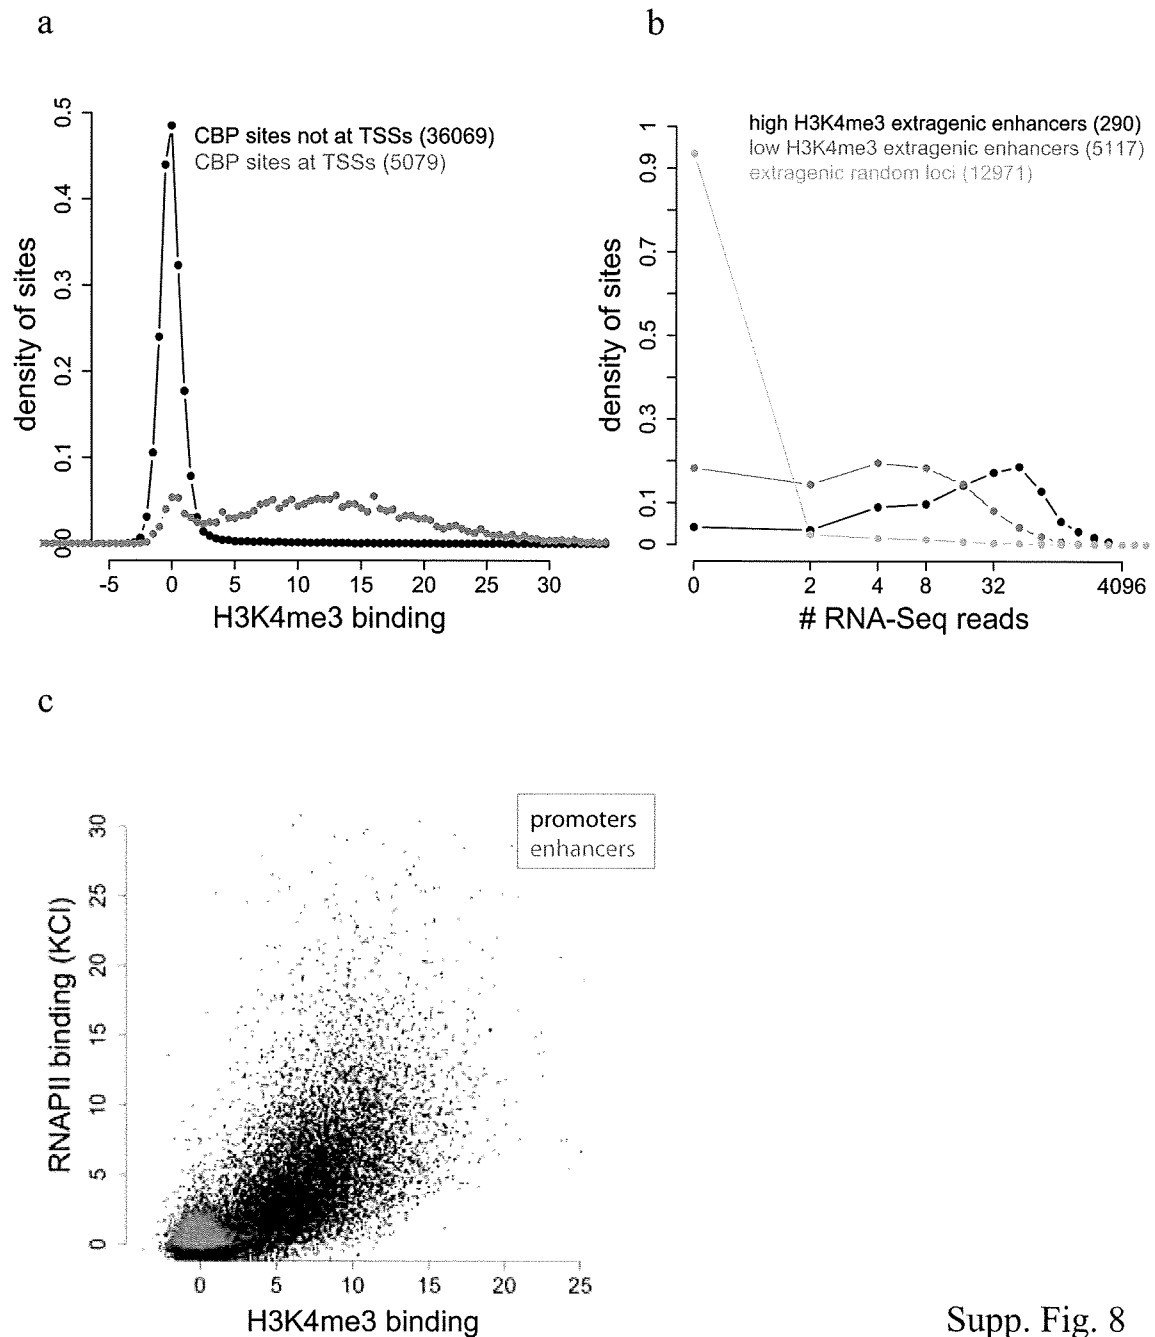 a
b
0.5
0.4
0.3
0.2
0.1
0.0
density of sites
CBP sites not at TSSs (36069)
CBP sites at TSSs (5079)
-5 0 5 10 15 20 25 30
H3K4me3 binding
1
0.9
0.7
0.5
0.3
0.1
0
density of sites
high H3K4me3 extragenic enhancers (290)
low H3K4me3 extragenic enhancers (5117)
extragenic random loci (12971)
0 2 4 8 32 4096
# RNA-Seq reads
c
30
25
20
15
10
5
0
RNAPII binding (KCl)
promoters
enhancers
0 5 10 15 20 25
H3K4me3 binding
Supp. Fig. 8